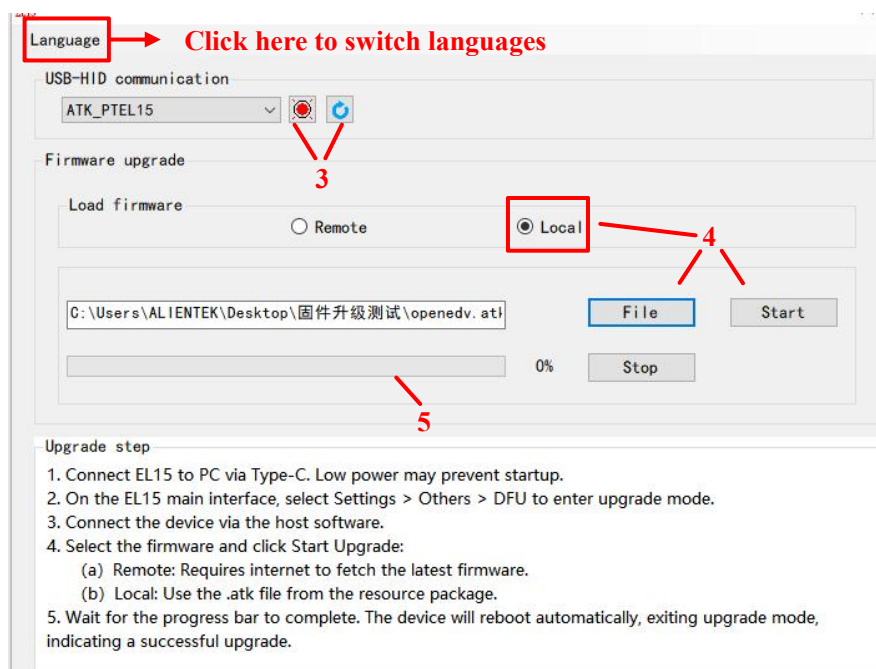 Language
Click here to switch languages
USB-HID communication
ATK_PTEL15
3
Firmware upgrade
Load firmware
Remote
Local
4
C:\Users\ALIENTEK\Desktop\固件升级测试\openedv.atk
File
Start
0%
Stop
5
Upgrade step
1. Connect EL15 to PC via Type-C. Low power may prevent startup.
2. On the EL15 main interface, select Settings > Others > DFU to enter upgrade mode.
3. Connect the device via the host software.
4. Select the firmware and click Start Upgrade:
(a) Remote: Requires internet to fetch the latest firmware.
(b) Local: Use the .atk file from the resource package.
5. Wait for the progress bar to complete. The device will reboot automatically, exiting upgrade mode,
indicating a successful upgrade.